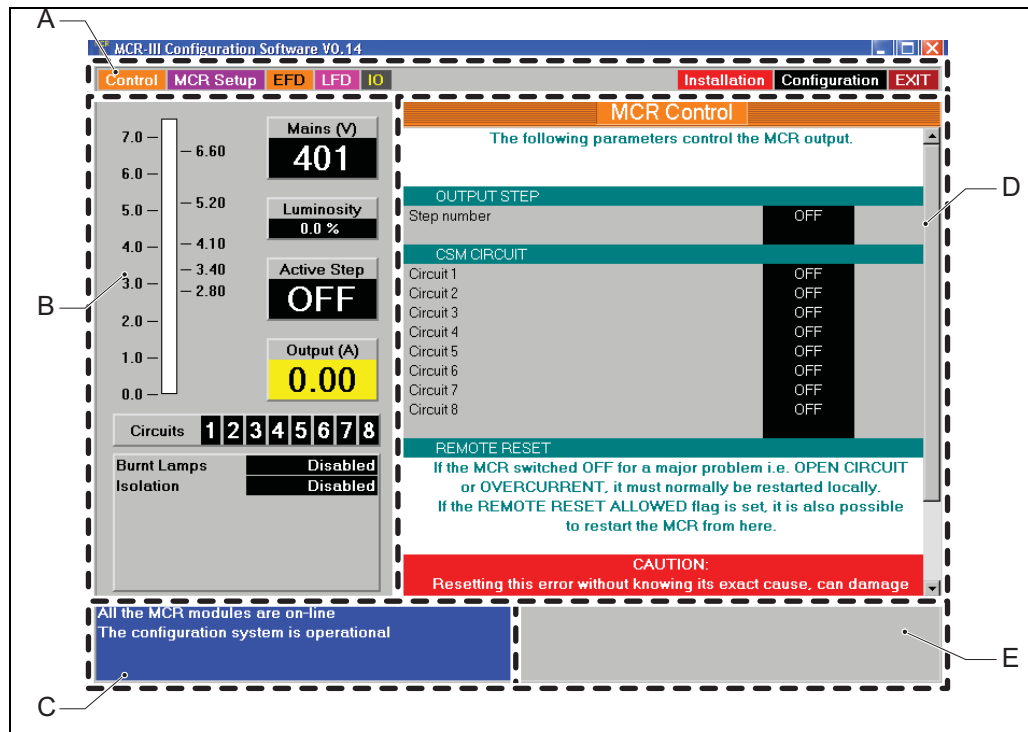 A
MCR-III Configuration Software V0.14
Control MCR Setup EFD LFD IO Installation Configuration EXIT
B
7.0
6.60
6.0
5.20
5.0
4.10
4.0
3.40
3.0
2.80
2.0
1.0
0.0
Mains (V)
401
Luminosity
0.0 %
Active Step
OFF
Output (A)
0.00
Circuits 1 2 3 4 5 6 7 8
Burnt Lamps Disabled
Isolation Disabled
MCR Control
The following parameters control the MCR output.
D
OUTPUT STEP
Step number OFF
CSM CIRCUIT
Circuit 1 OFF
Circuit 2 OFF
Circuit 3 OFF
Circuit 4 OFF
Circuit 5 OFF
Circuit 6 OFF
Circuit 7 OFF
Circuit 8 OFF
REMOTE RESET
If the MCR switched OFF for a major problem i.e. OPEN CIRCUIT
or OVERCURRENT, it must normally be restarted locally.
If the REMOTE RESET ALLOWED flag is set, it is also possible
to restart the MCR from here.
CAUTION:
Resetting this error without knowing its exact cause, can damage
All the MCR modules are on-line
The configuration system is operational
C
E